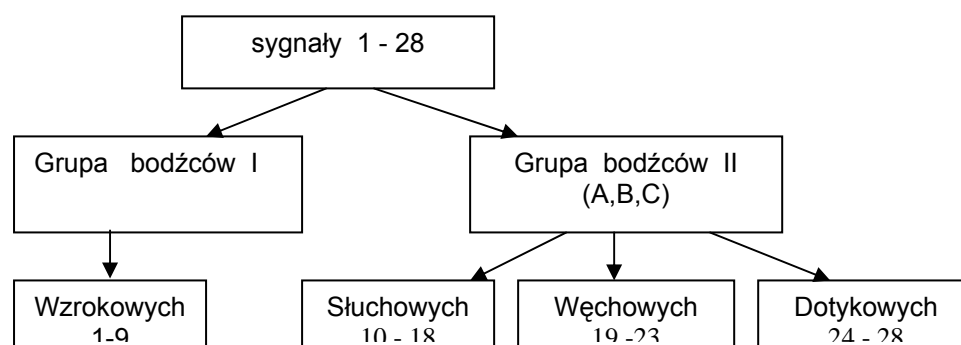 sygnały 1 - 28
Grupa bodźców I
Grupa bodźców II
(A,B,C)
Wzrokowych
1-9
Słuchowych
10 - 18
Węchowych
19 -23
Dotykowych
24 - 28